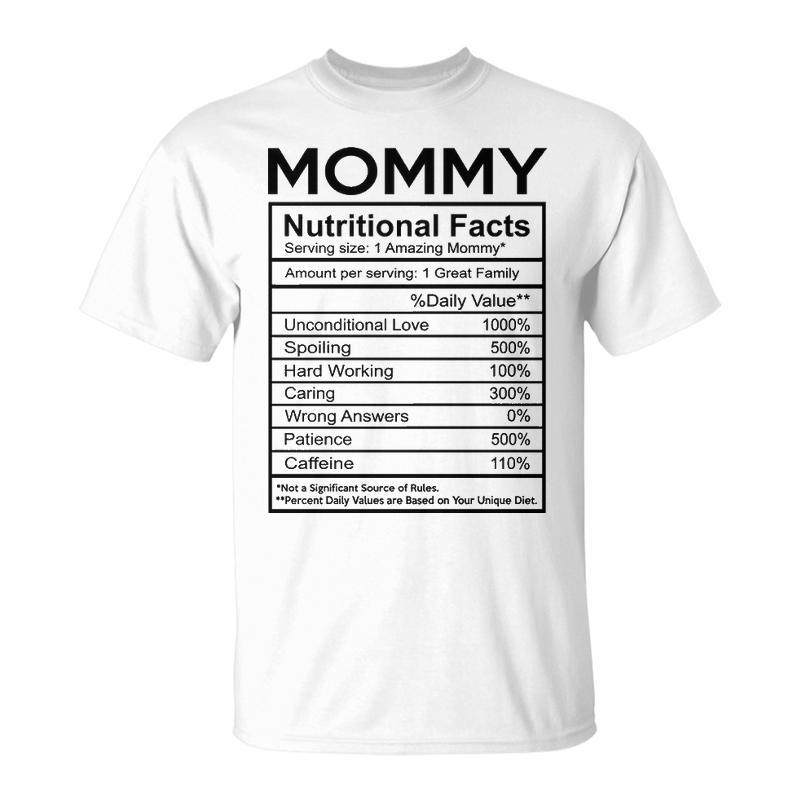 MOMMY
Nutritional Facts
Serving size: 1 Amazing Mommy*
Amount per serving: 1 Great Family
%Daily Value**
Unconditional Love 1000%
Spoiling 500%
Hard Working 100%
Caring 300%
Wrong Answers 0%
Patience 500%
Caffeine 110%
*Not a Significant Source of Rules.
**Percent Daily Values are Based on Your Unique Diet.